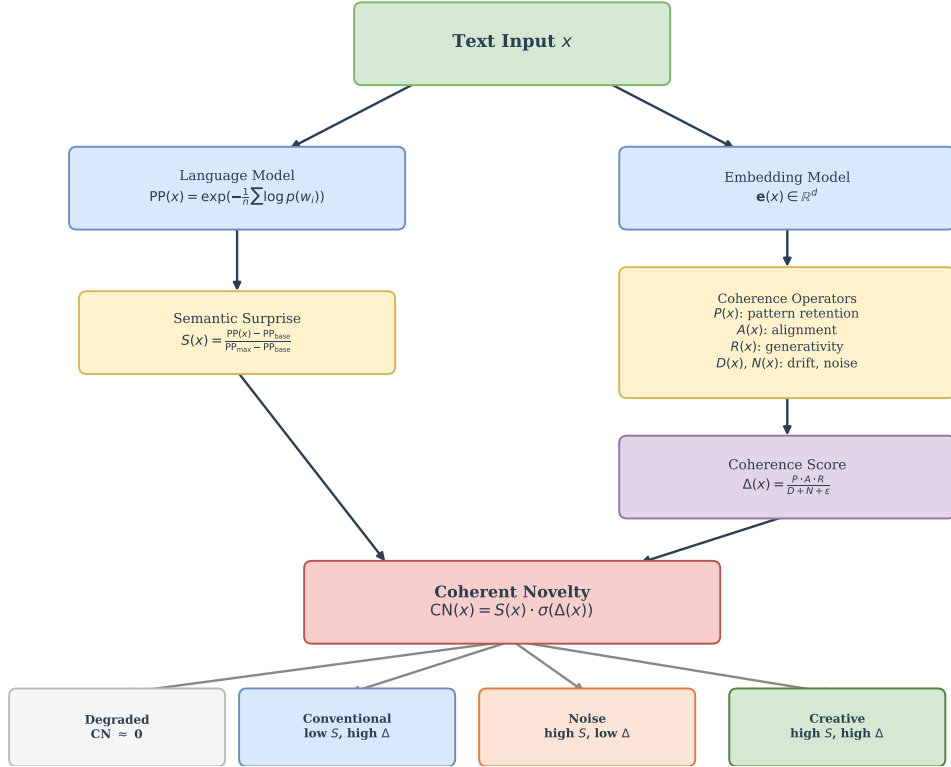 Text Input x
Language Model
PP(x) = exp(−1/n ∑ log p(wᵢ))
Embedding Model
e(x) ∈ ℝᵈ
Semantic Surprise
S(x) = (PP(x) − PP_base)/(PP_max − PP_base)
Coherence Operators
P(x): pattern retention
A(x): alignment
R(x): generativity
D(x), N(x): drift, noise
Coherence Score
Δ(x) = (P · A · R)/(D + N + ε)
Coherent Novelty
CN(x) = S(x) · σ(Δ(x))
Degraded
CN ≈ 0
Conventional
low S, high Δ
Noise
high S, low Δ
Creative
high S, high Δ